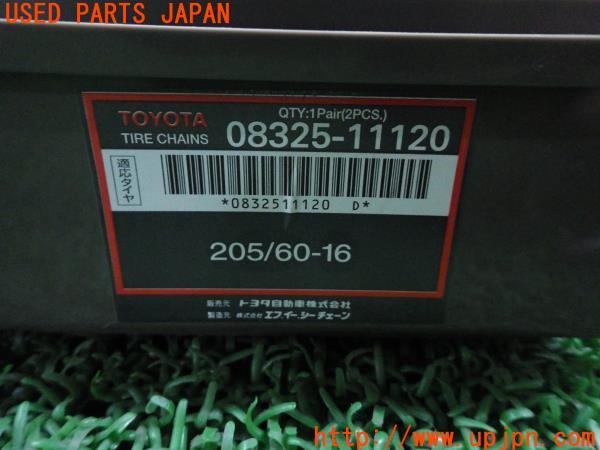 USED PARTS JAPAN
TOYOTA
TIRE CHAINS
QTY:1Pair(2PCS.)
08325-11120
適応タイヤ
*0832511120 D*
205/60-16
販売元 トヨタ自動車株式会社
製造元 株式会社 エフ.イー.シーチェーン
http://www.upjpn.com/